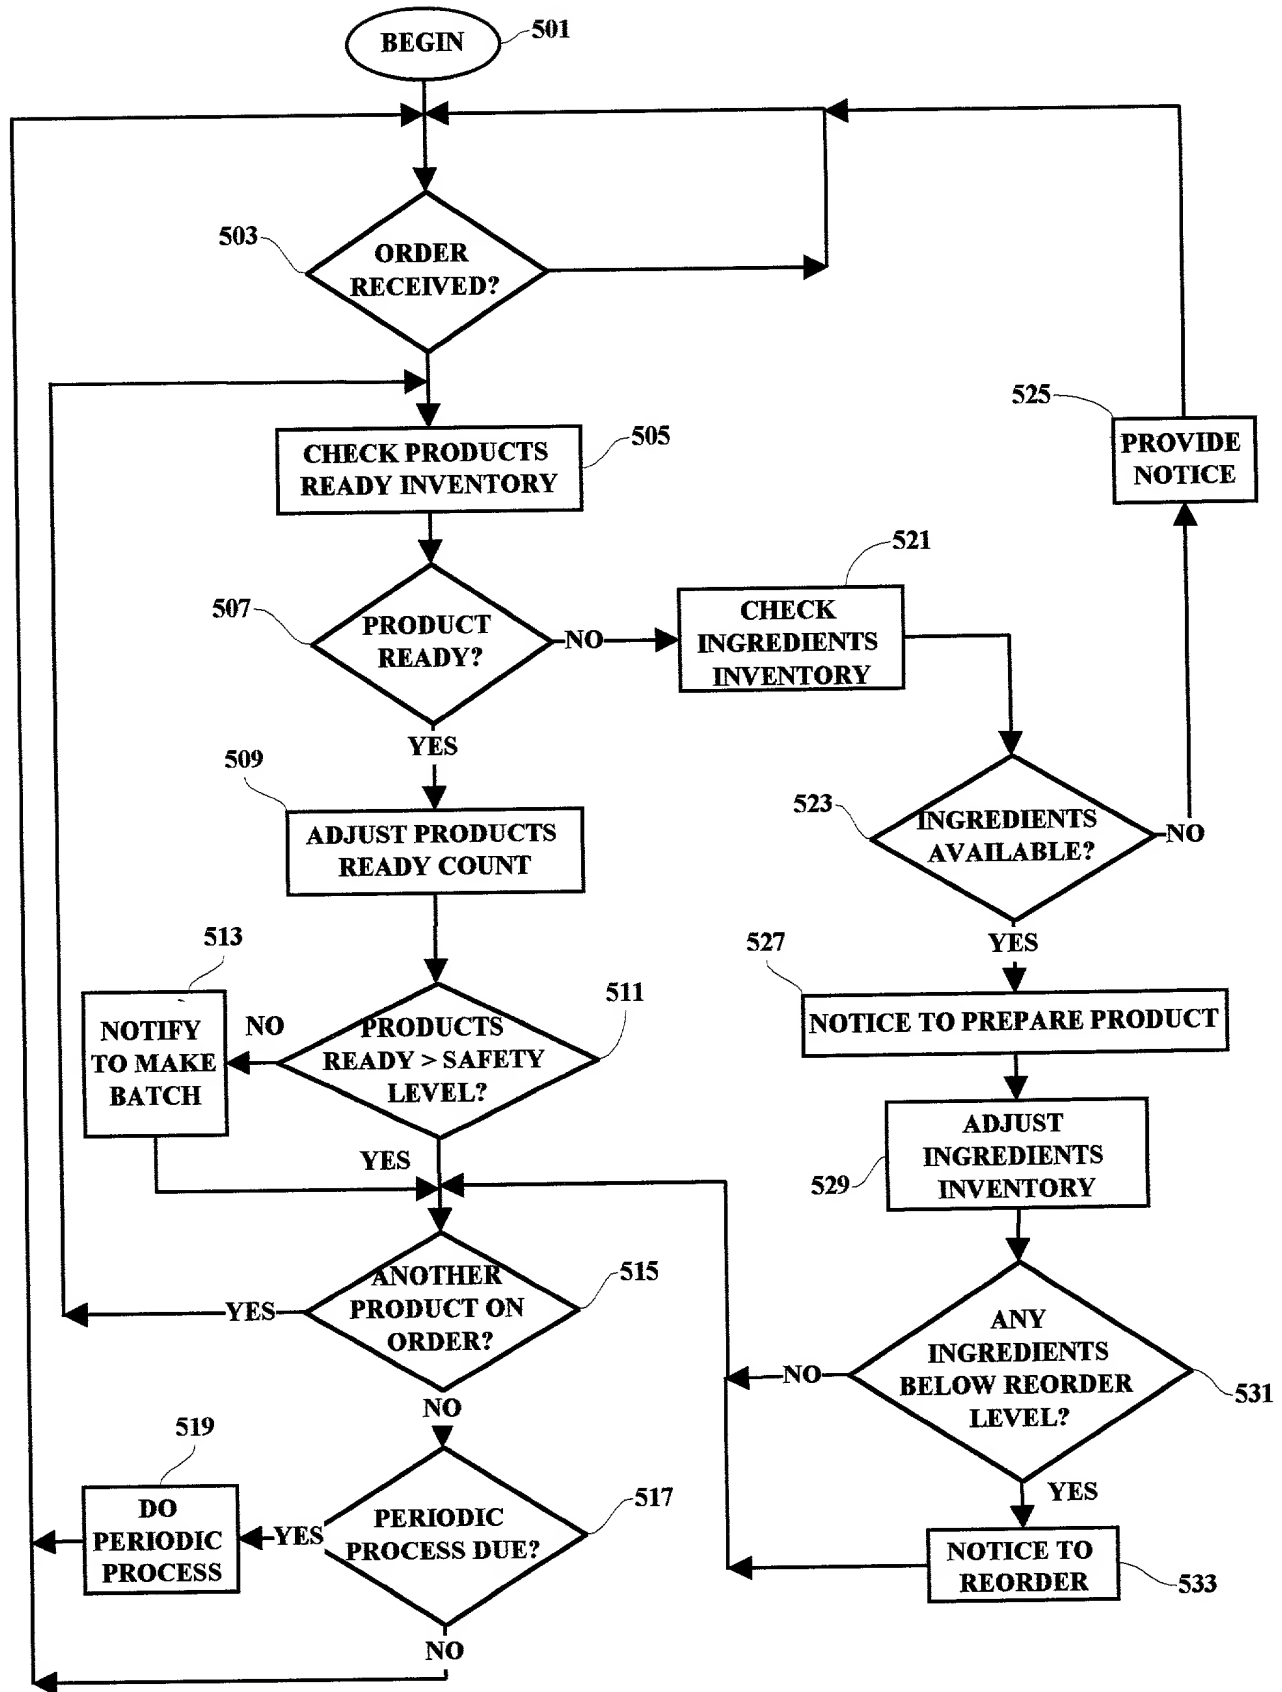 BEGIN
501
503
ORDER
RECEIVED?
525
PROVIDE
NOTICE
CHECK PRODUCTS
READY INVENTORY
505
507
PRODUCT
READY?
NO
521
CHECK
INGREDIENTS
INVENTORY
YES
509
ADJUST PRODUCTS
READY COUNT
523
INGREDIENTS
AVAILABLE?
NO
YES
513
NOTIFY
TO MAKE
BATCH
NO
PRODUCTS
READY > SAFETY
LEVEL?
511
YES
527
NOTICE TO PREPARE PRODUCT
529
ADJUST
INGREDIENTS
INVENTORY
ANOTHER
PRODUCT ON
ORDER?
515
YES
NO
ANY
INGREDIENTS
BELOW REORDER
LEVEL?
531
NO
YES
519
DO
PERIODIC
PROCESS
YES
PERIODIC
PROCESS DUE?
517
NO
NOTICE TO
REORDER
533